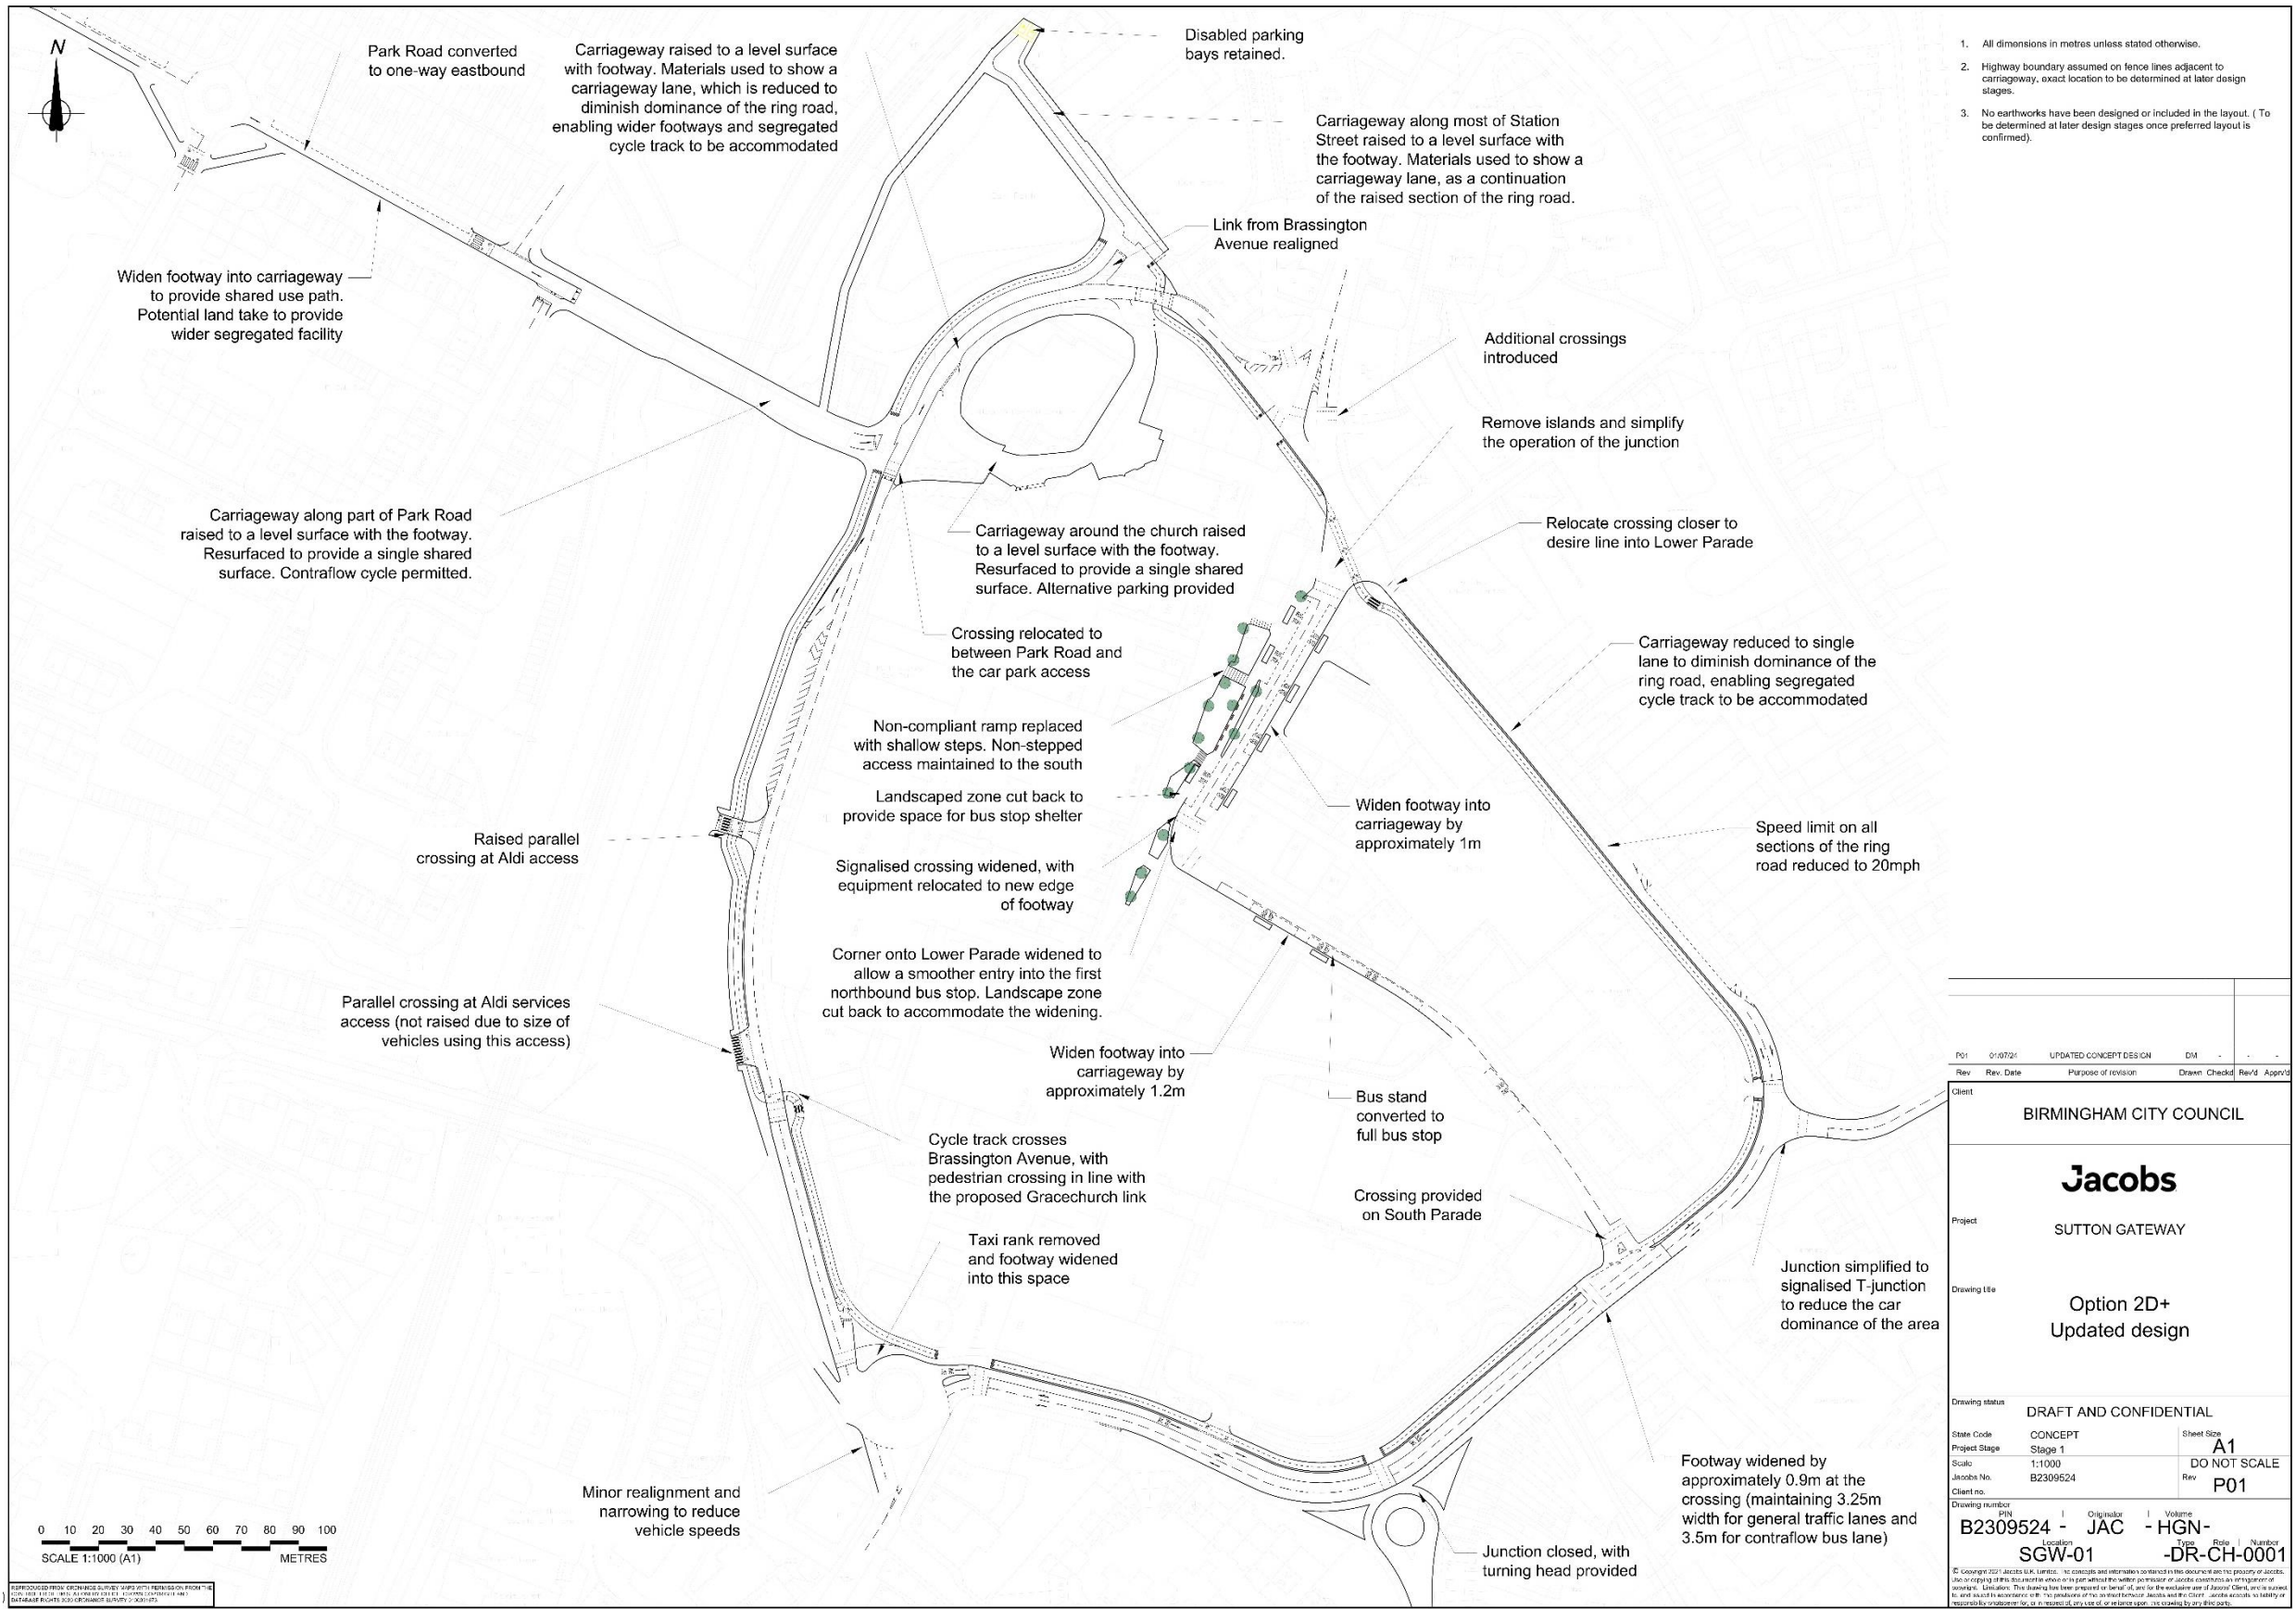 N
Park Road converted
to one-way eastbound
Carriageway raised to a level surface
with footway. Materials used to show a
carriageway lane, which is reduced to
diminish dominance of the ring road,
enabling wider footways and segregated
cycle track to be accommodated
Disabled parking
bays retained.
Carriageway along most of Station
Street raised to a level surface with
the footway. Materials used to show a
carriageway lane, as a continuation
of the raised section of the ring road.
Link from Brassington
Avenue realigned
Widen footway into carriageway
to provide shared use path.
Potential land take to provide
wider segregated facility
Additional crossings
introduced
Remove islands and simplify
the operation of the junction
Carriageway along part of Park Road
raised to a level surface with the footway.
Resurfaced to provide a single shared
surface. Contraflow cycle permitted.
Carriageway around the church raised
to a level surface with the footway.
Resurfaced to provide a single shared
surface. Alternative parking provided
Relocate crossing closer to
desire line into Lower Parade
Crossing relocated to
between Park Road and
the car park access
Carriageway reduced to single
lane to diminish dominance of the
ring road, enabling segregated
cycle track to be accommodated
Non-compliant ramp replaced
with shallow steps. Non-stepped
access maintained to the south
Landscaped zone cut back to
provide space for bus stop shelter
Widen footway into
carriageway by
approximately 1m
Speed limit on all
sections of the ring
road reduced to 20mph
Raised parallel
crossing at Aldi access
Signalised crossing widened, with
equipment relocated to new edge
of footway
Corner onto Lower Parade widened to
allow a smoother entry into the first
northbound bus stop. Landscape zone
cut back to accommodate the widening.
Parallel crossing at Aldi services
access (not raised due to size of
vehicles using this access)
Widen footway into
carriageway by
approximately 1.2m
Bus stand
converted to
full bus stop
Cycle track crosses
Brassington Avenue, with
pedestrian crossing in line with
the proposed Gracechurch link
Crossing provided
on South Parade
Taxi rank removed
and footway widened
into this space
Junction simplified to
signalised T-junction
to reduce the car
dominance of the area
Minor realignment and
narrowing to reduce
vehicle speeds
Footway widened by
approximately 0.9m at the
crossing (maintaining 3.25m
width for general traffic lanes and
3.5m for contraflow bus lane)
Junction closed, with
turning head provided
0 10 20 30 40 50 60 70 80 90 100
SCALE 1:1000 (A1) METRES
1. All dimensions in metres unless stated otherwise.
2. Highway boundary assumed on fence lines adjacent to
carriageway, exact location to be determined at later design
stages.
3. No earthworks have been designed or included in the layout. ( To
be determined at later design stages once preferred layout is
confirmed).
P01 01/07/24 UPDATED CONCEPT DESIGN DM - - -
Rev Rev. Date Purpose of revision Drawn Checkd Rev'd Apprv'd
Client
BIRMINGHAM CITY COUNCIL
Jacobs
Project
SUTTON GATEWAY
Drawing title
Option 2D+
Updated design
Drawing status
DRAFT AND CONFIDENTIAL
State Code CONCEPT Sheet Size
Project Stage Stage 1 A1
Scale 1:1000 DO NOT SCALE
Jacobs No. B2309524 Rev
Client no. P01
Drawing number
PIN | Originator | Volume
B2309524 - JAC - HGN-
Location Type | Role | Number
SGW-01 -DR-CH-0001